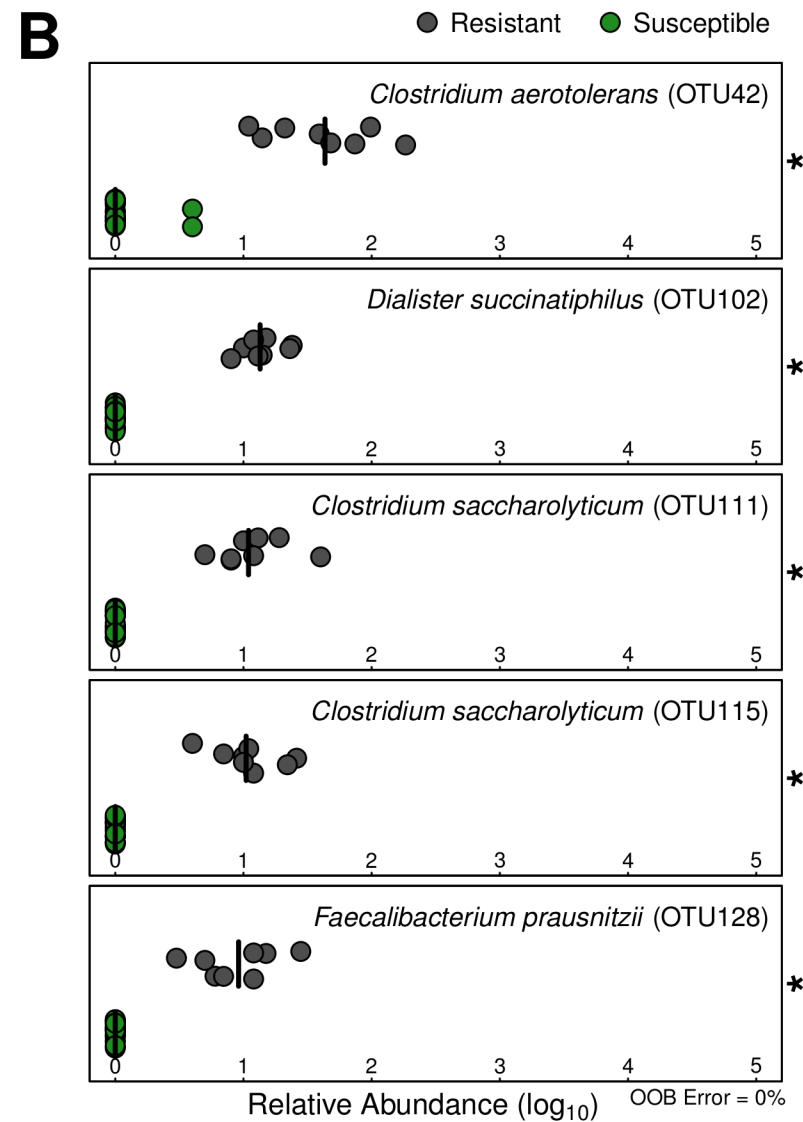 B
Resistant Susceptible
Clostridium aerotolerans (OTU42)
*
0 1 2 3 4 5
Dialister succinatiphilus (OTU102)
*
0 1 2 3 4 5
Clostridium saccharolyticum (OTU111)
*
0 1 2 3 4 5
Clostridium saccharolyticum (OTU115)
*
0 1 2 3 4 5
Faecalibacterium prausnitzii (OTU128)
*
0 1 2 3 4 5
Relative Abundance (log10) OOB Error = 0%